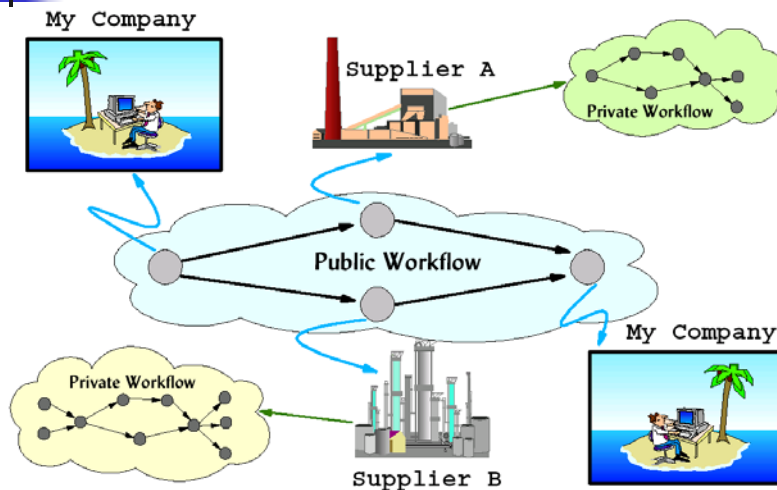 My Company
Supplier A
Private Workflow
Public Workflow
My Company
Private Workflow
Supplier B